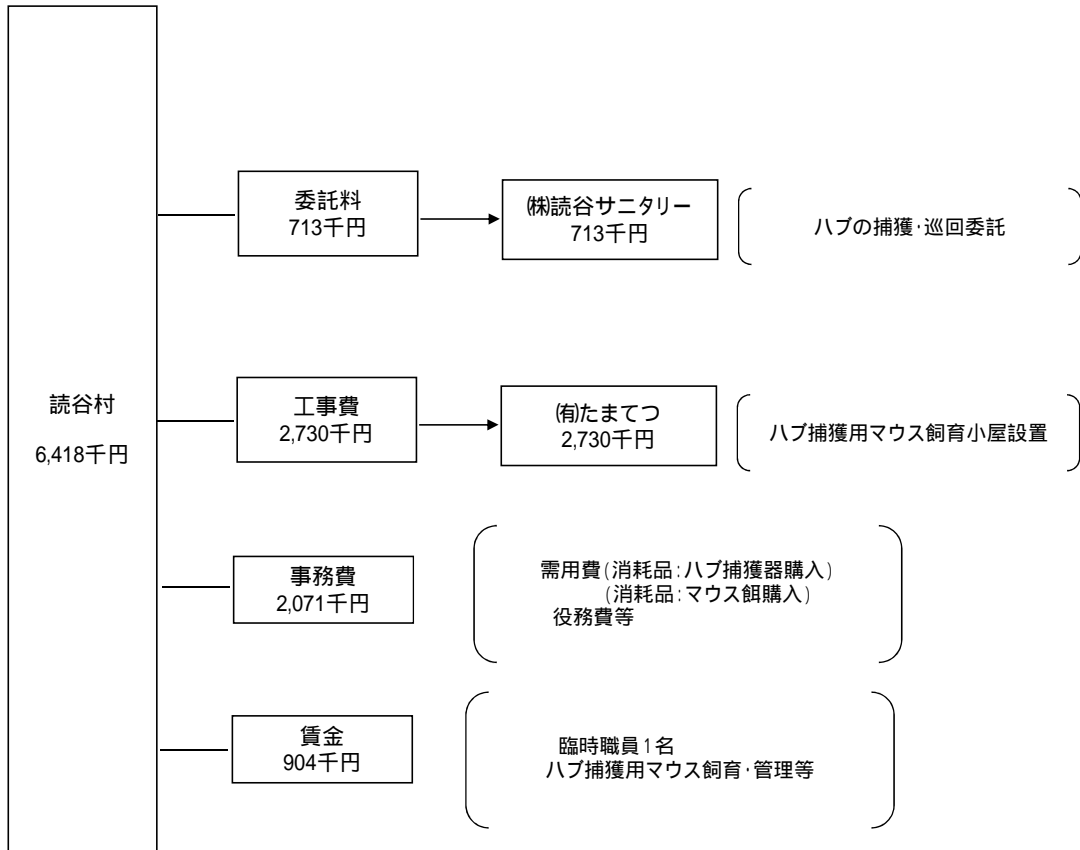 読谷村
6,418千円
委託料
713千円
㈱読谷サニタリー
713千円
ハブの捕獲・巡回委託
工事費
2,730千円
㈲たまてつ
2,730千円
ハブ捕獲用マウス飼育小屋設置
事務費
2,071千円
需用費(消耗品:ハブ捕獲器購入)
(消耗品:マウス餌購入)
役務費等
賃金
904千円
臨時職員1名
ハブ捕獲用マウス飼育・管理等